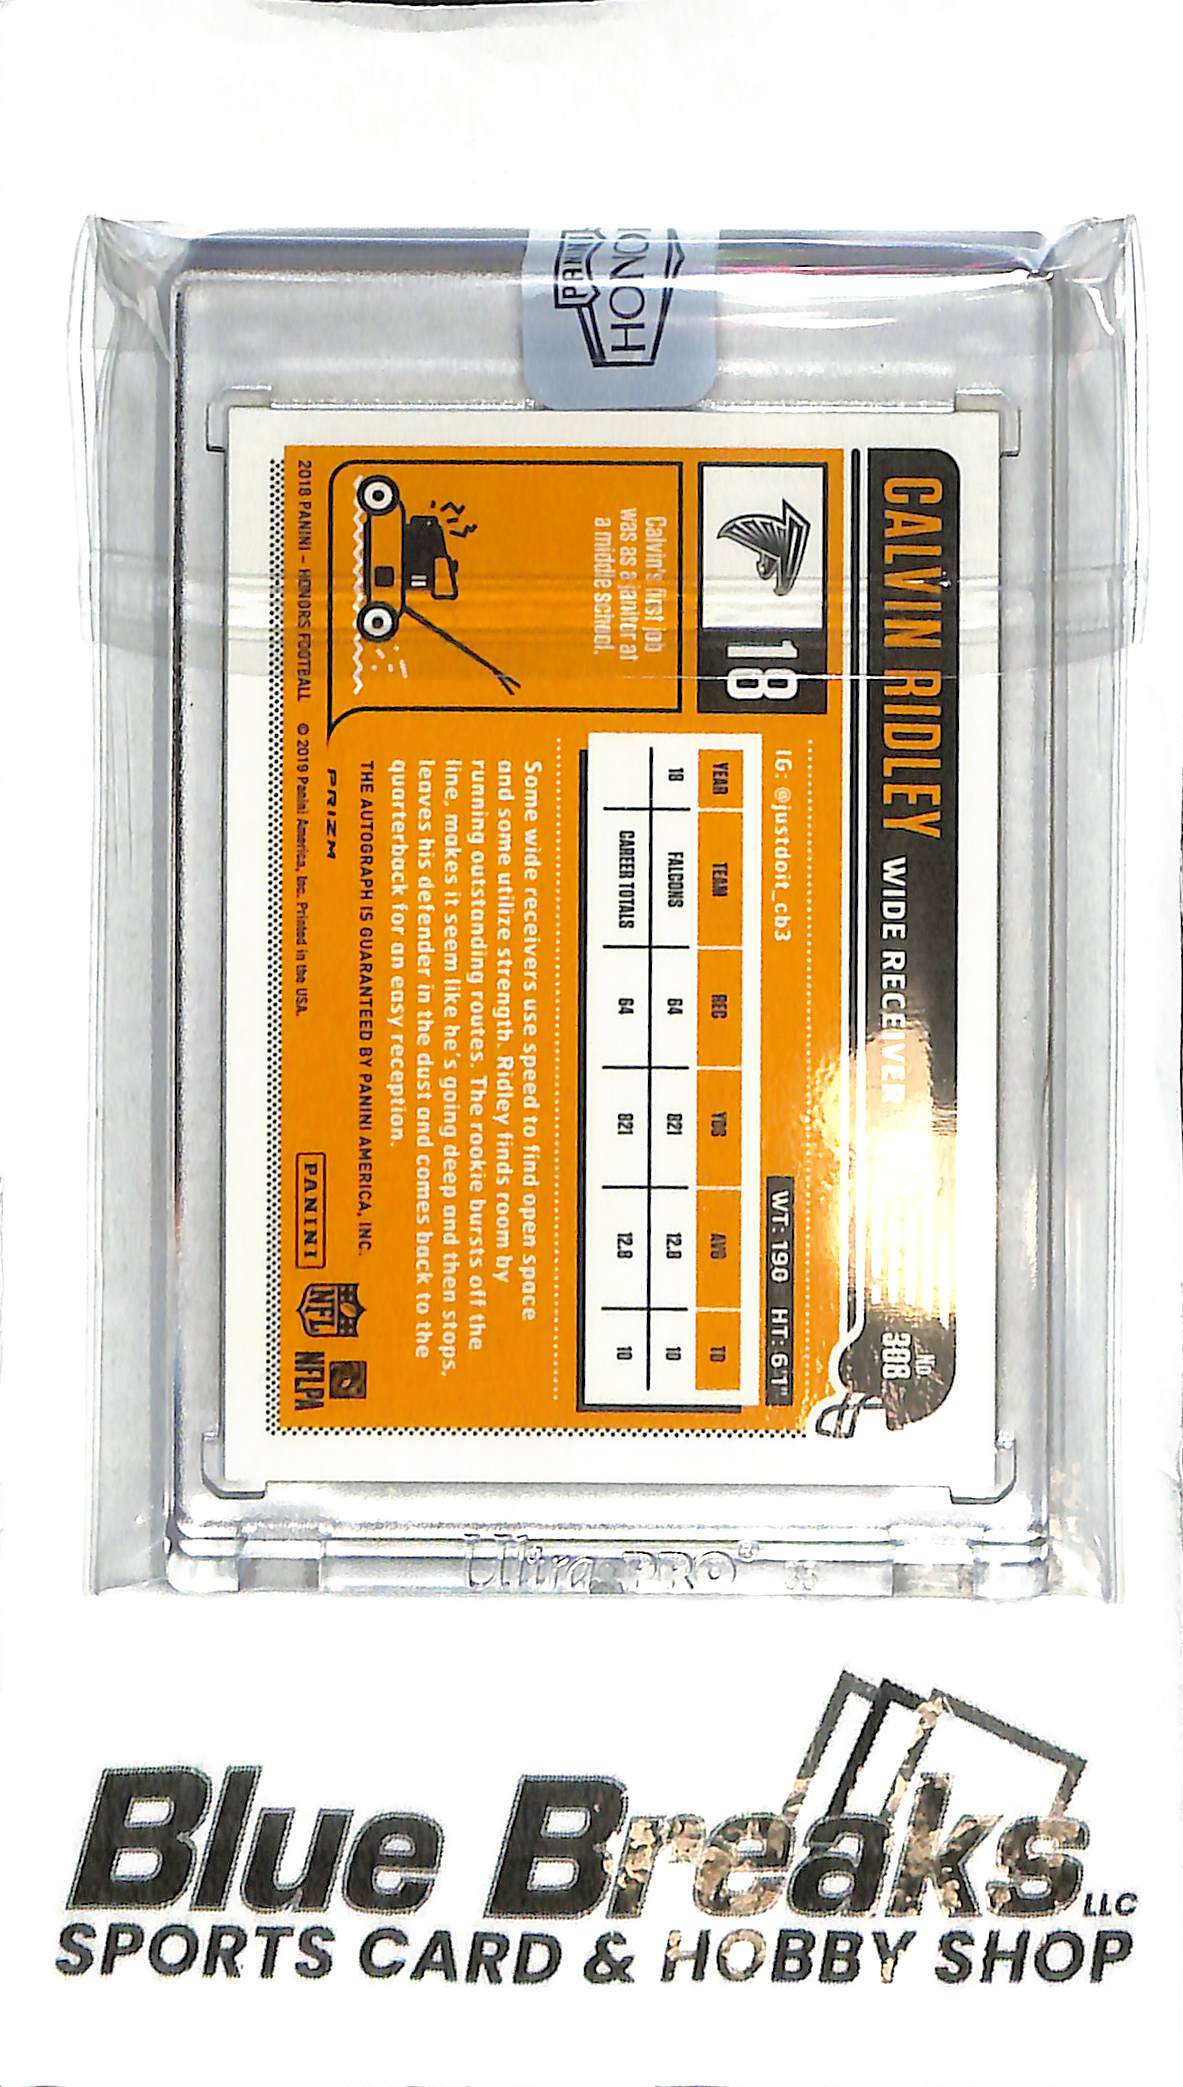 HONO
PANINI
CALVIN RIDLEY WIDE RECEIVER
No. 388
18
IG: @justdoit_cb3
WT: 190 HT: 6'1"
YEAR TEAM REC YDS AVG TD
18 FALCONS 64 821 12.8 10
CAREER TOTALS 64 821 12.8 10
Calvin's first job
was as a janitor at
a middle school.
Some wide receivers use speed to find open space
and some utilize strength. Ridley finds room by
running outstanding routes. The rookie bursts off the
line, makes it seem like he's going deep and then stops,
leaves his defender in the dust and comes back to the
quarterback for an easy reception.
THE AUTOGRAPH IS GUARANTEED BY PANINI AMERICA, INC.
PRIZM
2018 PANINI – HONORS FOOTBALL © 2019 Panini America, Inc. Printed in the USA.
PANINI
NFL
NFLPA
Ultra PRO®
Blue Breaks LLC
SPORTS CARD & HOBBY SHOP